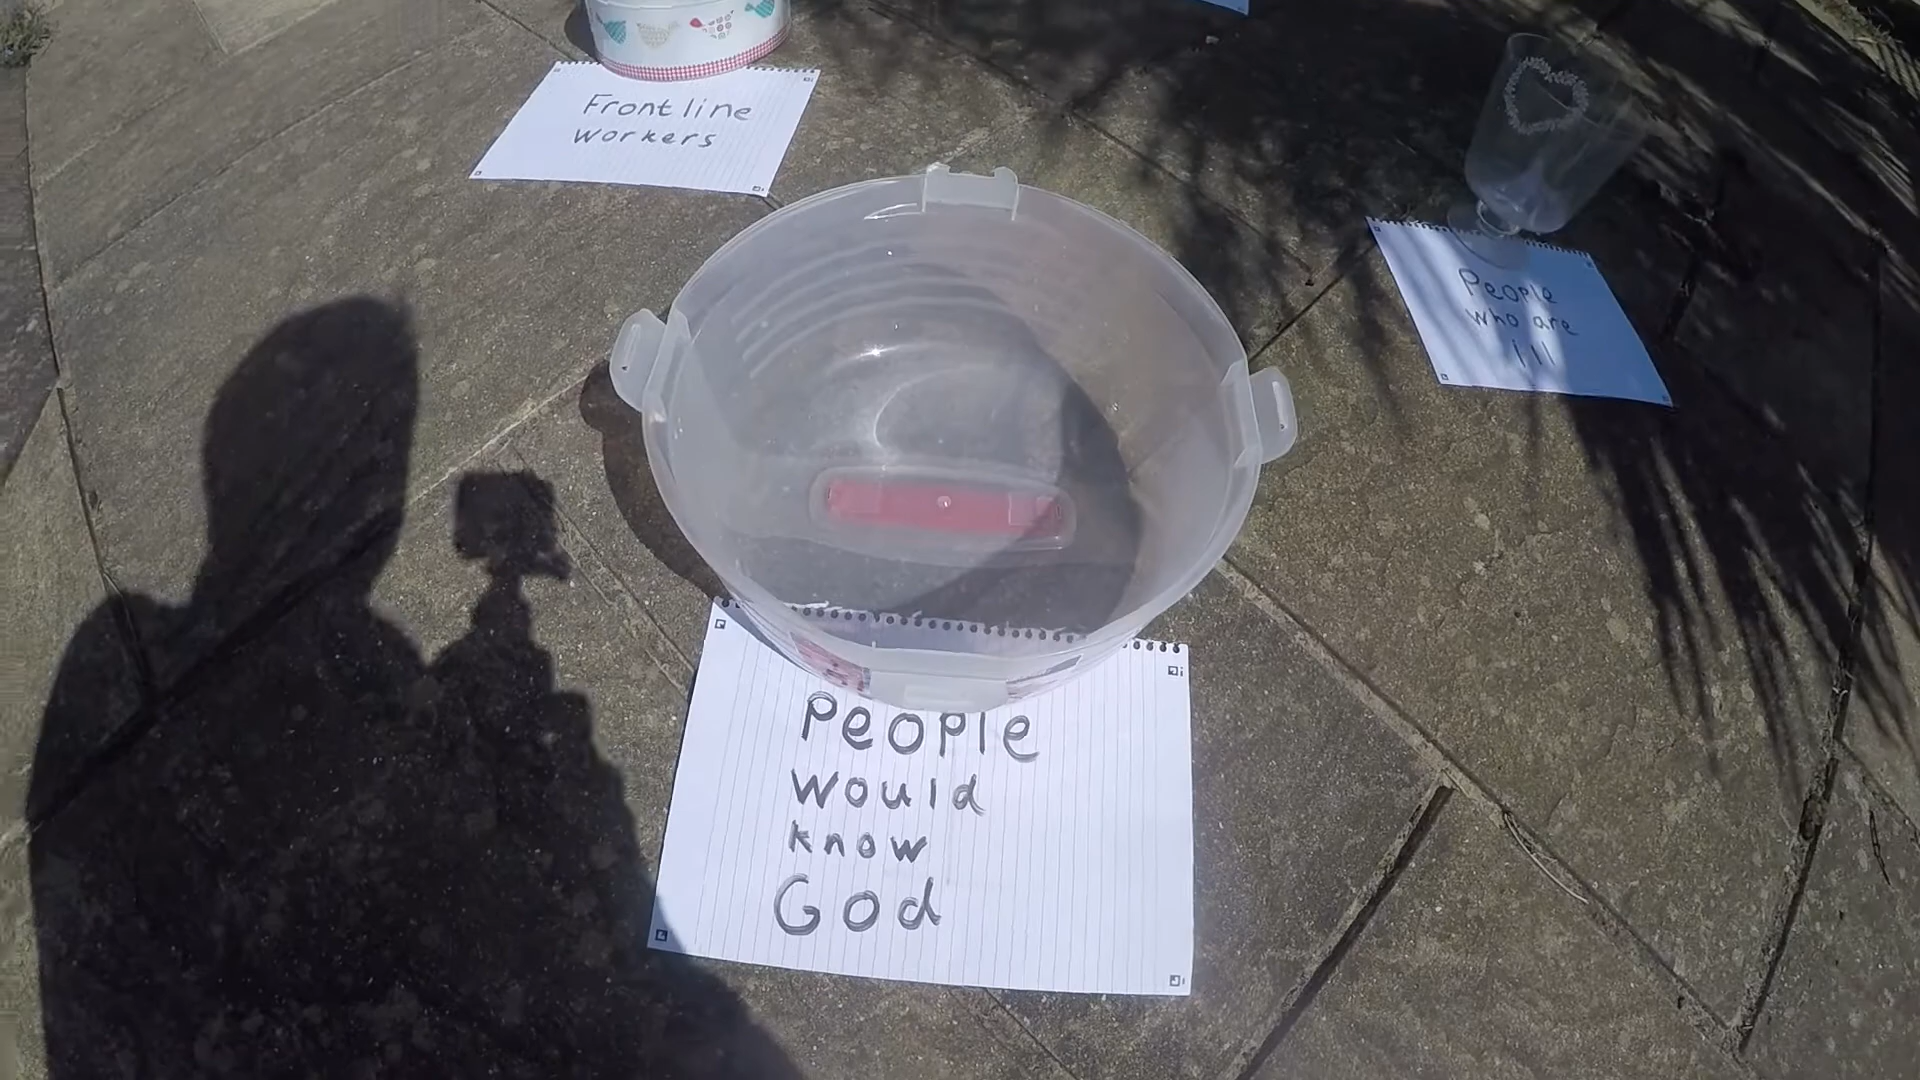 Front line
workers
People
who are
ill
People
would
know
God